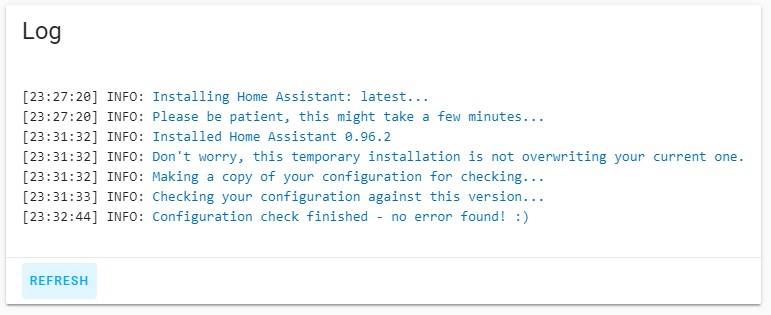 Log
[23:27:20] INFO: Installing Home Assistant: latest...
[23:27:20] INFO: Please be patient, this might take a few minutes...
[23:31:32] INFO: Installed Home Assistant 0.96.2
[23:31:32] INFO: Don't worry, this temporary installation is not overwriting your current one.
[23:31:32] INFO: Making a copy of your configuration for checking...
[23:31:33] INFO: Checking your configuration against this version...
[23:32:44] INFO: Configuration check finished - no error found! :)
REFRESH